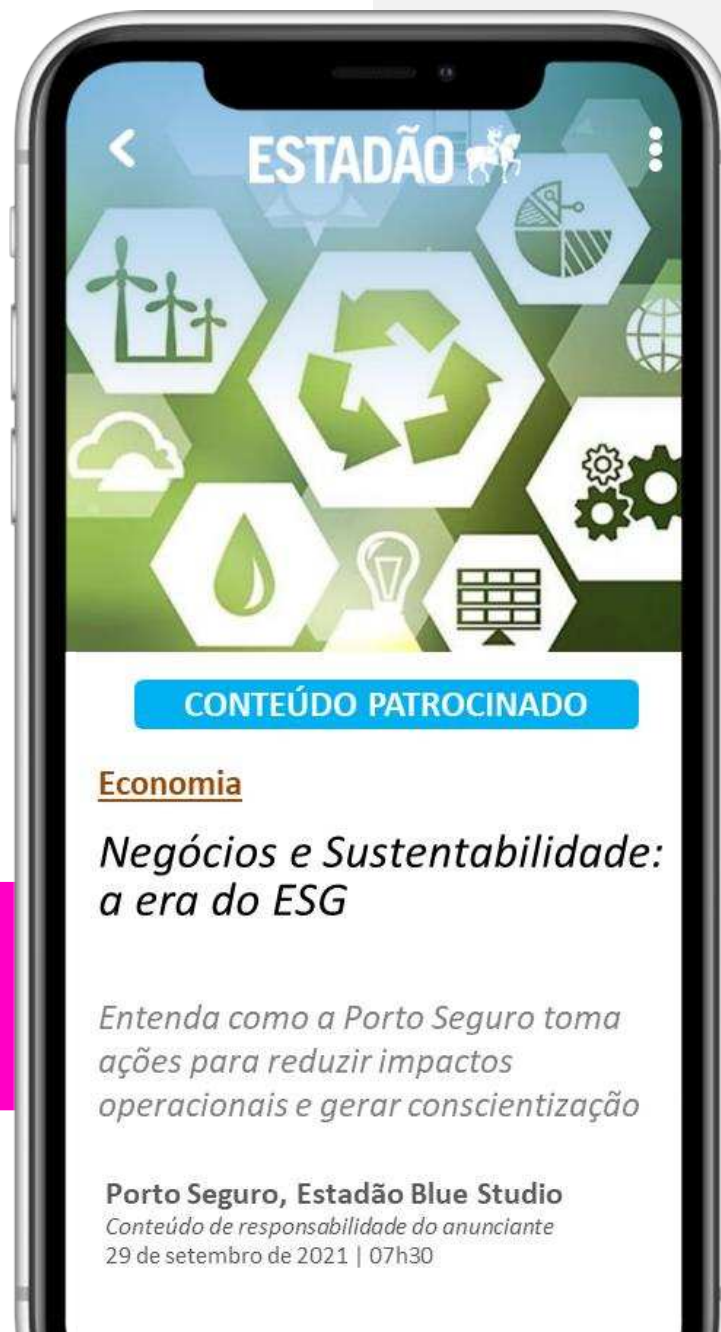 ESTADÃO
CONTEÚDO PATROCINADO
Economia
Negócios e Sustentabilidade:
a era do ESG
Entenda como a Porto Seguro toma
ações para reduzir impactos
operacionais e gerar conscientização
Porto Seguro, Estadão Blue Studio
Conteúdo de responsabilidade do anunciante
29 de setembro de 2021 | 07h30